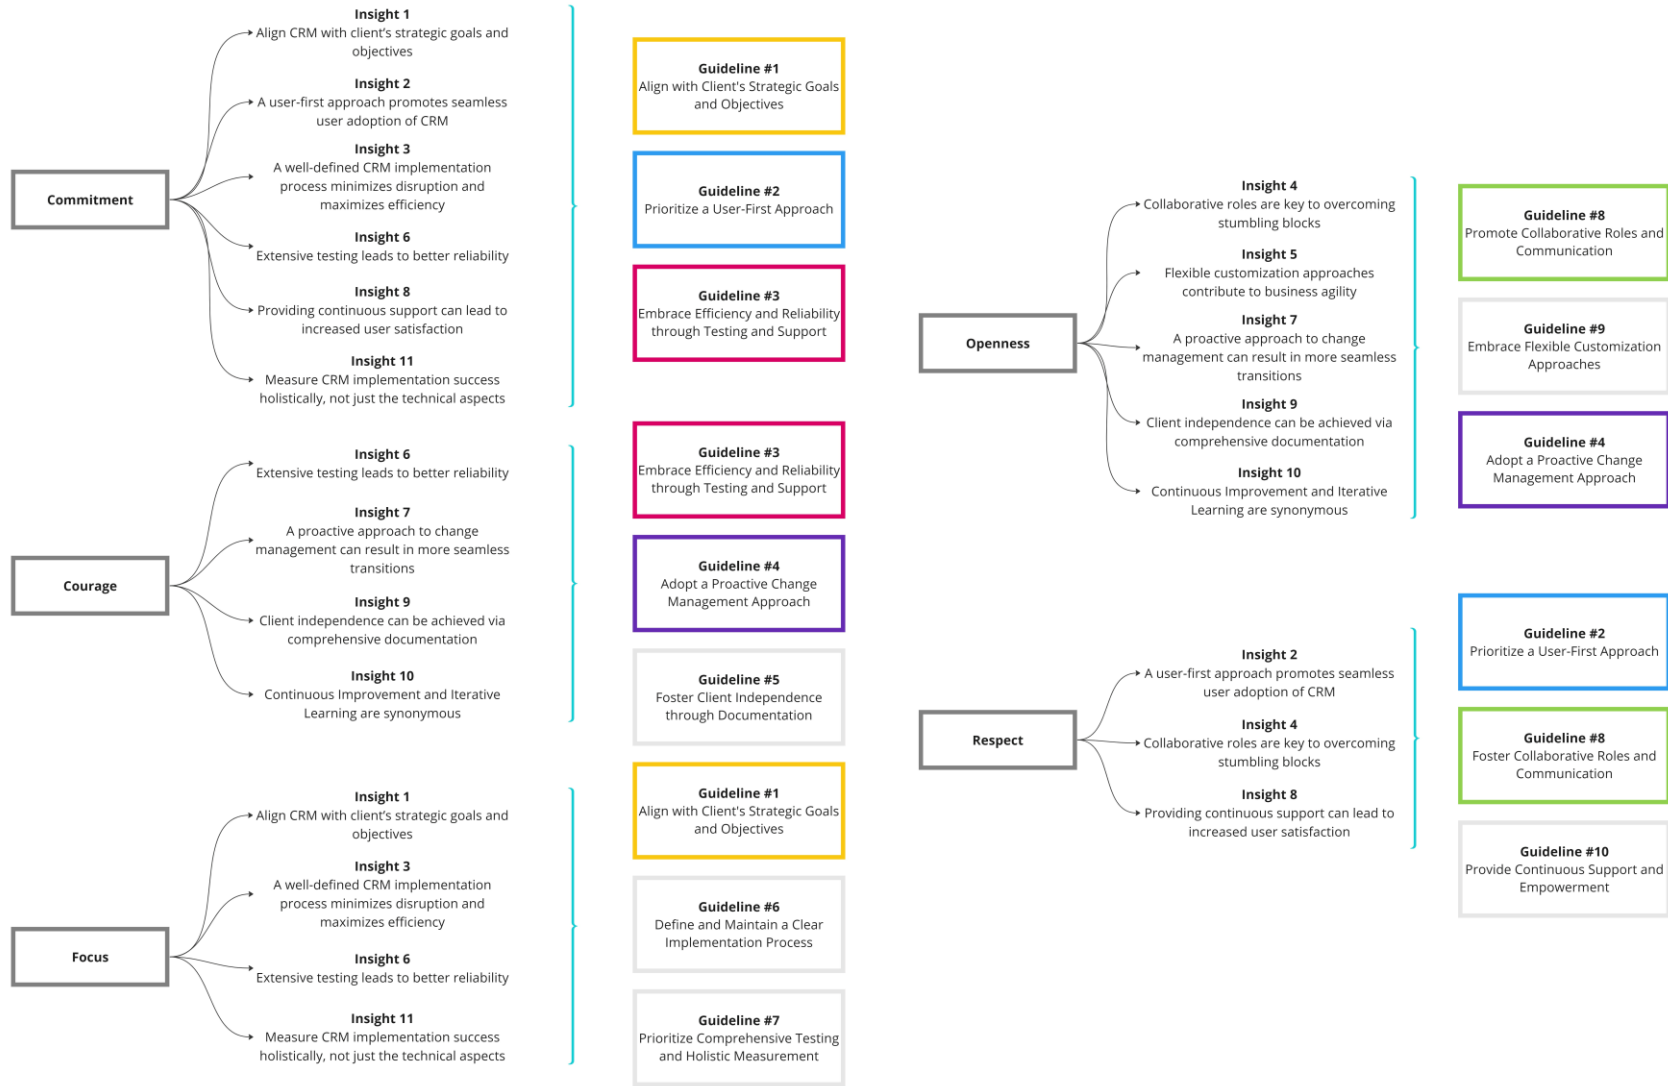 Commitment
Insight 1
Align CRM with client's strategic goals and
objectives
Insight 2
A user-first approach promotes seamless
user adoption of CRM
Insight 3
A well-defined CRM implementation
process minimizes disruption and
maximizes efficiency
Insight 6
Extensive testing leads to better reliability
Insight 8
Providing continuous support can lead to
increased user satisfaction
Insight 11
Measure CRM implementation success
holistically, not just the technical aspects
Guideline #1
Align with Client's Strategic Goals
and Objectives
Guideline #2
Prioritize a User-First Approach
Guideline #3
Embrace Efficiency and Reliability
through Testing and Support
Courage
Insight 6
Extensive testing leads to better reliability
Insight 7
A proactive approach to change
management can result in more seamless
transitions
Insight 9
Client independence can be achieved via
comprehensive documentation
Insight 10
Continuous Improvement and Iterative
Learning are synonymous
Guideline #3
Embrace Efficiency and Reliability
through Testing and Support
Guideline #4
Adopt a Proactive Change
Management Approach
Guideline #5
Foster Client Independence
through Documentation
Focus
Insight 1
Align CRM with client's strategic goals and
objectives
Insight 3
A well-defined CRM implementation
process minimizes disruption and
maximizes efficiency
Insight 6
Extensive testing leads to better reliability
Insight 11
Measure CRM implementation success
holistically, not just the technical aspects
Guideline #1
Align with Client's Strategic Goals
and Objectives
Guideline #6
Define and Maintain a Clear
Implementation Process
Guideline #7
Prioritize Comprehensive Testing
and Holistic Measurement
Openness
Insight 4
Collaborative roles are key to overcoming
stumbling blocks
Insight 5
Flexible customization approaches
contribute to business agility
Insight 7
A proactive approach to change
management can result in more seamless
transitions
Insight 9
Client independence can be achieved via
comprehensive documentation
Insight 10
Continuous Improvement and Iterative
Learning are synonymous
Guideline #8
Promote Collaborative Roles and
Communication
Guideline #9
Embrace Flexible Customization
Approaches
Guideline #4
Adopt a Proactive Change
Management Approach
Respect
Insight 2
A user-first approach promotes seamless
user adoption of CRM
Insight 4
Collaborative roles are key to overcoming
stumbling blocks
Insight 8
Providing continuous support can lead to
increased user satisfaction
Guideline #2
Prioritize a User-First Approach
Guideline #8
Foster Collaborative Roles and
Communication
Guideline #10
Provide Continuous Support and
Empowerment